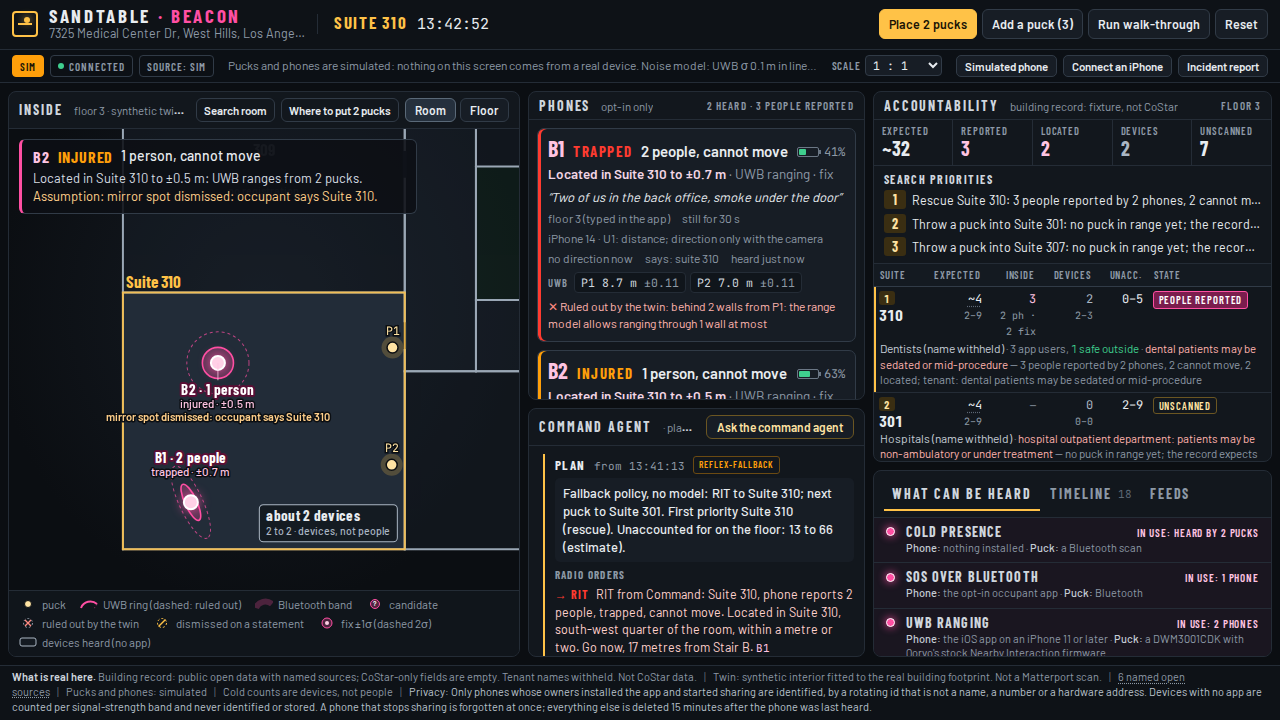 SANDTABLE · BEACON
7325 Medical Center Dr, West Hills, Los Ange...
SUITE 310 13:42:52
Place 2 pucks
Add a puck (3)
Run walk-through
Reset
SIM
CONNECTED
SOURCE: SIM
Pucks and phones are simulated: nothing on this screen comes from a real device. Noise model: UWB σ 0.1 m in line...
SCALE 1 : 1
Simulated phone
Connect an iPhone
Incident report
INSIDE floor 3 · synthetic twi...
Search room
Where to put 2 pucks
Room
Floor
B2 INJURED 1 person, cannot move
Located in Suite 310 to ±0.5 m: UWB ranges from 2 pucks.
Assumption: mirror spot dismissed: occupant says Suite 310.
Suite 310
P1
B2 · 1 person
injured · ±0.5 m
mirror spot dismissed: occupant says Suite 310
P2
B1 · 2 people
trapped · ±0.7 m
about 2 devices
2 to 2 · devices, not people
puck
UWB ring (dashed: ruled out)
Bluetooth band
candidate
ruled out by the twin
dismissed on a statement
fix ±1σ (dashed 2σ)
devices heard (no app)
PHONES opt-in only
2 HEARD · 3 PEOPLE REPORTED
B1 TRAPPED 2 people, cannot move 41%
Located in Suite 310 to ±0.7 m · UWB ranging · fix
“Two of us in the back office, smoke under the door”
floor 3 (typed in the app) still for 30 s
iPhone 14 · U1: distance; direction only with the camera
no direction now says: suite 310 heard just now
UWB P1 8.7 m ±0.11 P2 7.0 m ±0.11
✕ Ruled out by the twin: behind 2 walls from P1: the range
model allows ranging through 1 wall at most
B2 INJURED 1 person, cannot move 63%
Located in Suite 310 to ±0.5 m · UWB ranging · fix
COMMAND AGENT · pla...
Ask the command agent
PLAN from 13:41:13 REFLEX-FALLBACK
Fallback policy, no model: RIT to Suite 310; next
puck to Suite 301. First priority Suite 310
(rescue). Unaccounted for on the floor: 13 to 66
(estimate).
RADIO ORDERS
→ RIT RIT from Command: Suite 310, phone reports 2
people, trapped, cannot move. Located in Suite 310,
south-west quarter of the room, within a metre or
two. Go now, 17 metres from Stair B. B1
ACCOUNTABILITY building record: fixture, not CoStar
FLOOR 3
EXPECTED REPORTED LOCATED DEVICES UNSCANNED
~32 3 2 2 7
SEARCH PRIORITIES
1 Rescue Suite 310: 3 people reported by 2 phones, 2 cannot m...
2 Throw a puck into Suite 301: no puck in range yet; the record...
3 Throw a puck into Suite 307: no puck in range yet; the recor...
SUITE EXPECTED INSIDE DEVICES UNACC. STATE
1 ~4 3 2 0–5 PEOPLE REPORTED
310 2–9 2 ph · 2–3
2 fix
Dentists (name withheld) · 3 app users, 1 safe outside · dental patients may be
sedated or mid-procedure — 3 people reported by 2 phones, 2 cannot move, 2
located; tenant: dental patients may be sedated or mid-procedure
2 ~4 – 0 2–9 UNSCANNED
301 2–9 0–0
Hospitals (name withheld) · hospital outpatient department: patients may be
non-ambulatory or under treatment — no puck in range yet; the record expects
WHAT CAN BE HEARD
TIMELINE 18
FEEDS
COLD PRESENCE IN USE: HEARD BY 2 PUCKS
Phone: nothing installed · Puck: a Bluetooth scan
SOS OVER BLUETOOTH IN USE: 1 PHONE
Phone: the opt-in occupant app · Puck: Bluetooth
UWB RANGING IN USE: 2 PHONES
Phone: the iOS app on an iPhone 11 or later · Puck: a DWM3001CDK with
Qorvo's stock Nearby Interaction firmware
What is real here. Building record: public open data with named sources; CoStar-only fields are empty. Tenant names withheld. Not CoStar data. | Twin: synthetic interior fitted to the real building footprint. Not a Matterport scan. | 6 named open
sources | Pucks and phones: simulated | Cold counts are devices, not people | Privacy: Only phones whose owners installed the app and started sharing are identified, by a rotating id that is not a name, a number or a hardware address. Devices with no app are
counted per signal-strength band and never identified or stored. A phone that stops sharing is forgotten at once; everything else is deleted 15 minutes after the phone was last heard.